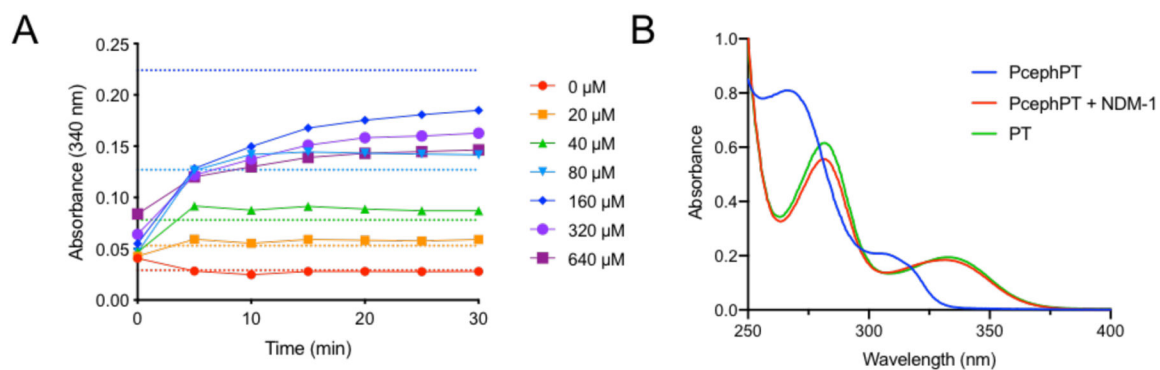 A
Absorbance (340 nm)
0.25
0.20
0.15
0.10
0.05
0.00
0
10
20
30
Time (min)
0 µM
20 µM
40 µM
80 µM
160 µM
320 µM
640 µM
B
Absorbance
1.0
0.8
0.6
0.4
0.2
0.0
250
300
350
400
Wavelength (nm)
PcephPT
PcephPT + NDM-1
PT